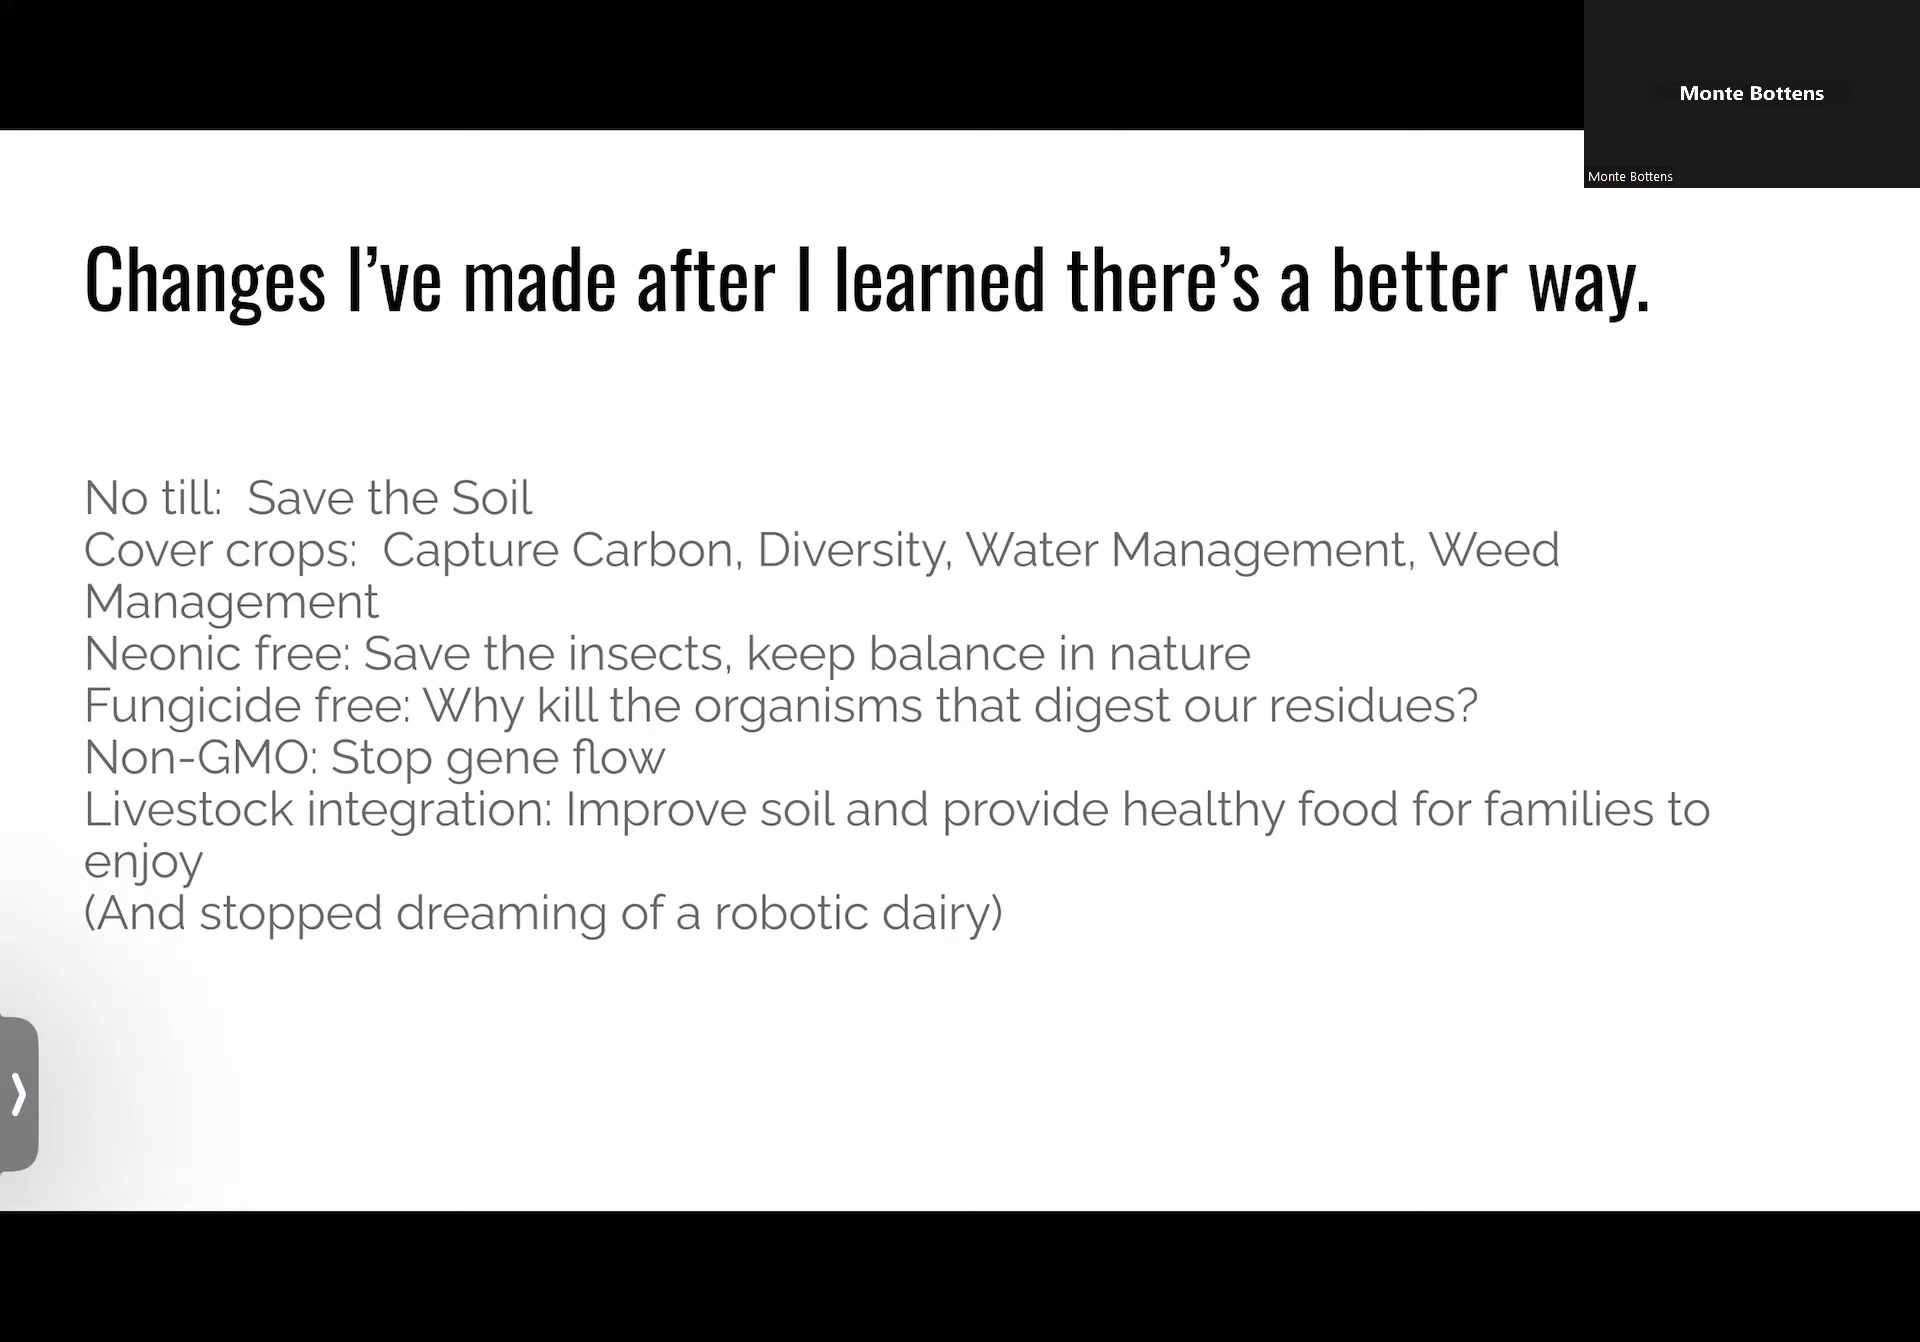 Monte Bottens
Monte Bottens
Changes I’ve made after I learned there’s a better way.
No till:  Save the Soil
Cover crops:  Capture Carbon, Diversity, Water Management, Weed
Management
Neonic free: Save the insects, keep balance in nature
Fungicide free: Why kill the organisms that digest our residues?
Non-GMO: Stop gene flow
Livestock integration: Improve soil and provide healthy food for families to
enjoy
(And stopped dreaming of a robotic dairy)